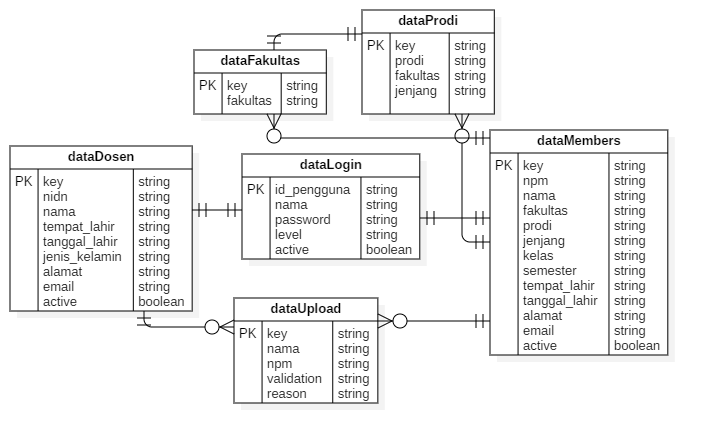 dataProdi
PK key string
prodi string
fakultas string
jenjang string
dataFakultas
PK key string
fakultas string
dataMembers
PK key string
npm string
nama string
fakultas string
prodi string
jenjang string
kelas string
semester string
tempat_lahir string
tanggal_lahir string
alamat string
email string
active boolean
dataDosen
PK key string
nidn string
nama string
tempat_lahir string
tanggal_lahir string
jenis_kelamin string
alamat string
email string
active boolean
dataLogin
PK id_pengguna string
nama string
password string
level string
active boolean
dataUpload
PK key string
nama string
npm string
validation string
reason string